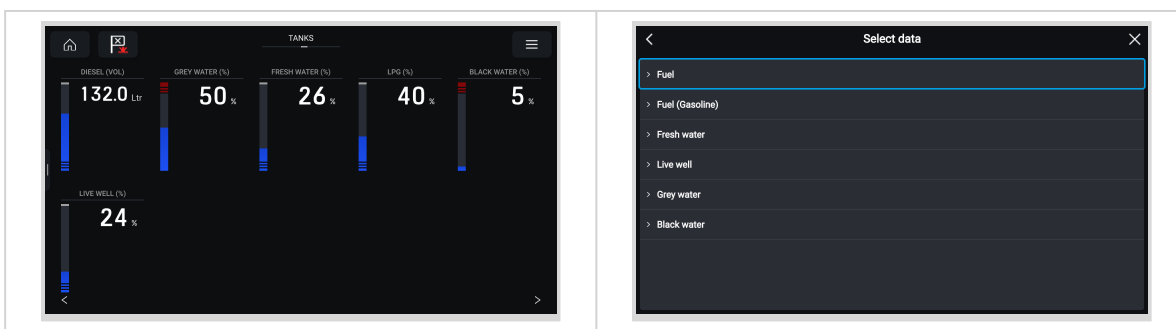 TANKS
DIESEL (VOL) GREY WATER (%) FRESH WATER (%) LPG (%) BLACK WATER (%)
132.0 Ltr 50 % 26 % 40 % 5 %
LIVE WELL (%)
24 %
Select data
> Fuel
> Fuel (Gasoline)
> Fresh water
> Live well
> Grey water
> Black water